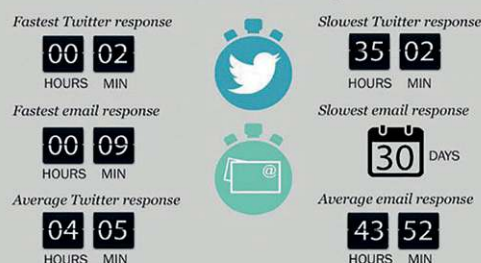 Fastest Twitter response
00 02
HOURS MIN
Fastest email response
00 09
HOURS MIN
Average Twitter response
04 05
HOURS MIN
@
Slowest Twitter response
35 02
HOURS MIN
Slowest email response
30 DAYS
Average email response
43 52
HOURS MIN